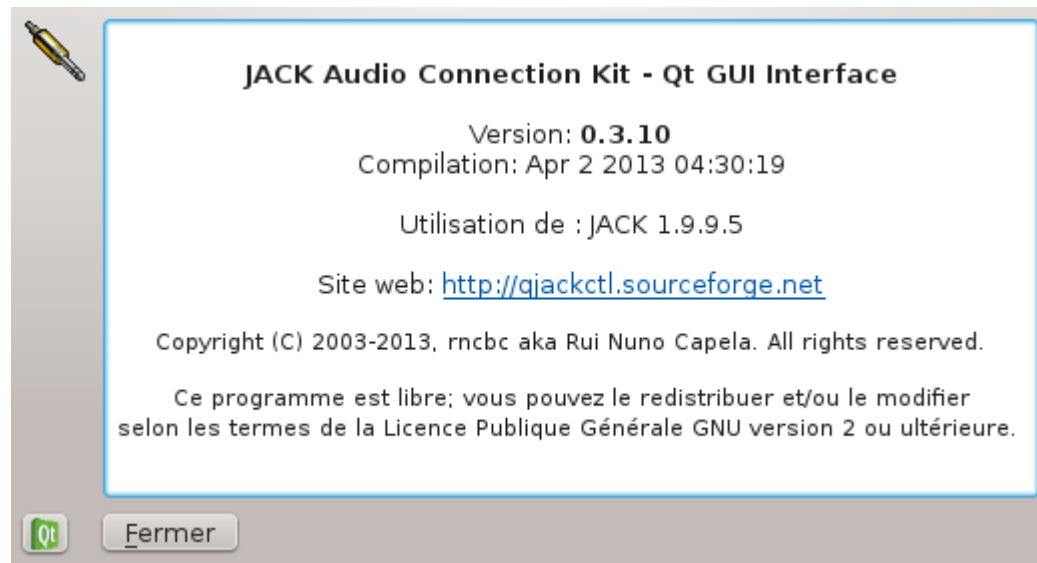 JACK Audio Connection Kit - Qt GUI Interface
Version: 0.3.10
Compilation: Apr 2 2013 04:30:19
Utilisation de : JACK 1.9.9.5
Site web: http://qjackctl.sourceforge.net
Copyright (C) 2003-2013, rncbc aka Rui Nuno Capela. All rights reserved.
Ce programme est libre; vous pouvez le redistribuer et/ou le modifier
selon les termes de la Licence Publique Générale GNU version 2 ou ultérieure.
Qt
Fermer